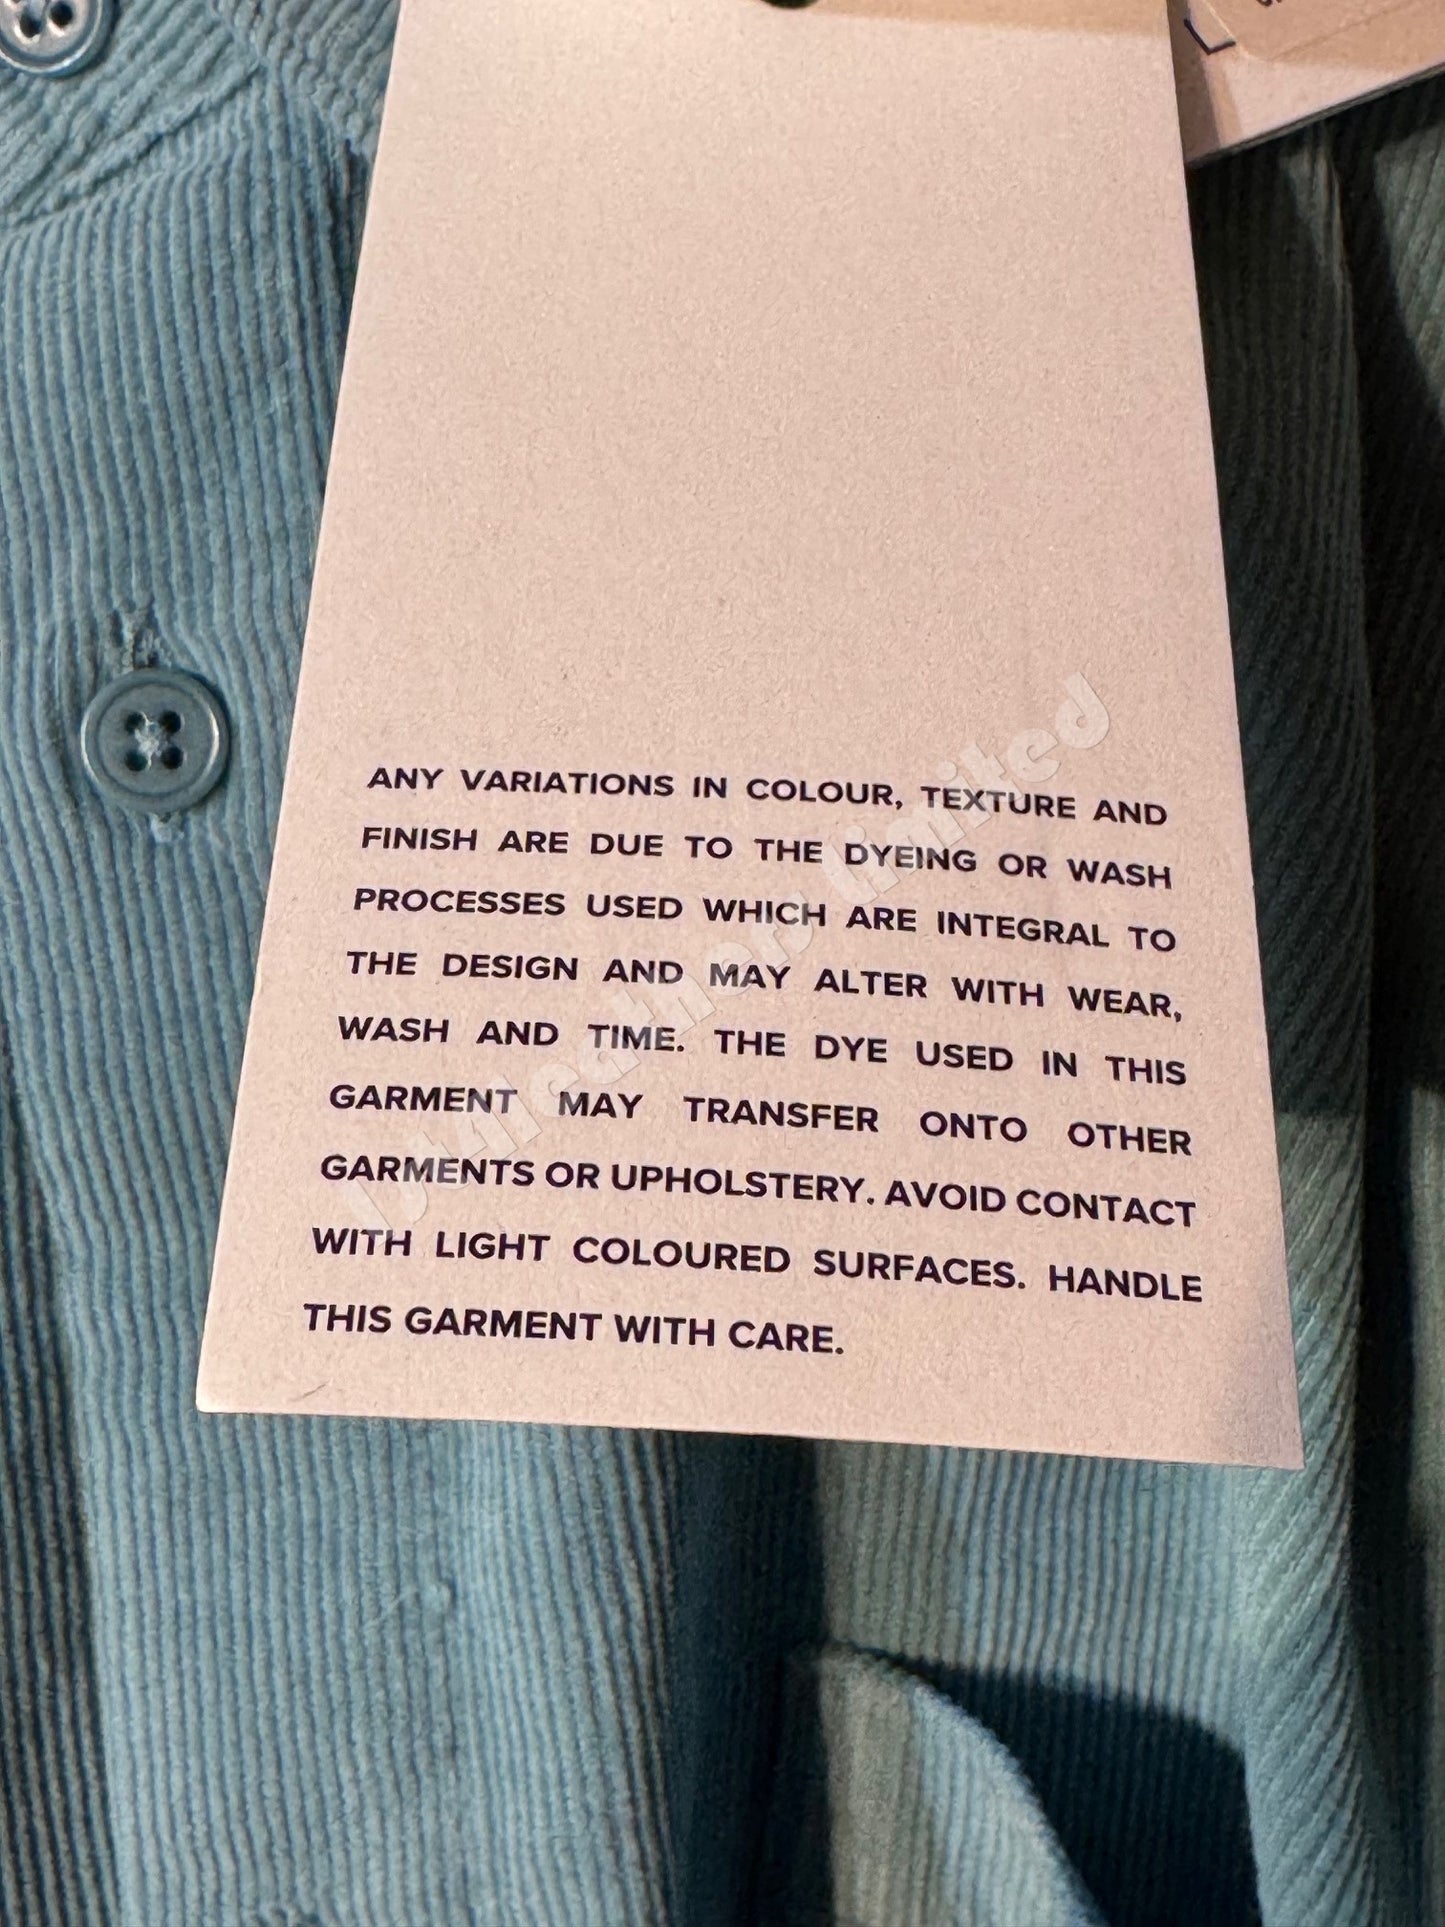 ANY VARIATIONS IN COLOUR, TEXTURE AND
FINISH ARE DUE TO THE DYEING OR WASH
PROCESSES USED WHICH ARE INTEGRAL TO
THE DESIGN AND MAY ALTER WITH WEAR,
WASH AND TIME. THE DYE USED IN THIS
GARMENT MAY TRANSFER ONTO OTHER
GARMENTS OR UPHOLSTERY. AVOID CONTACT
WITH LIGHT COLOURED SURFACES. HANDLE
THIS GARMENT WITH CARE.
limited